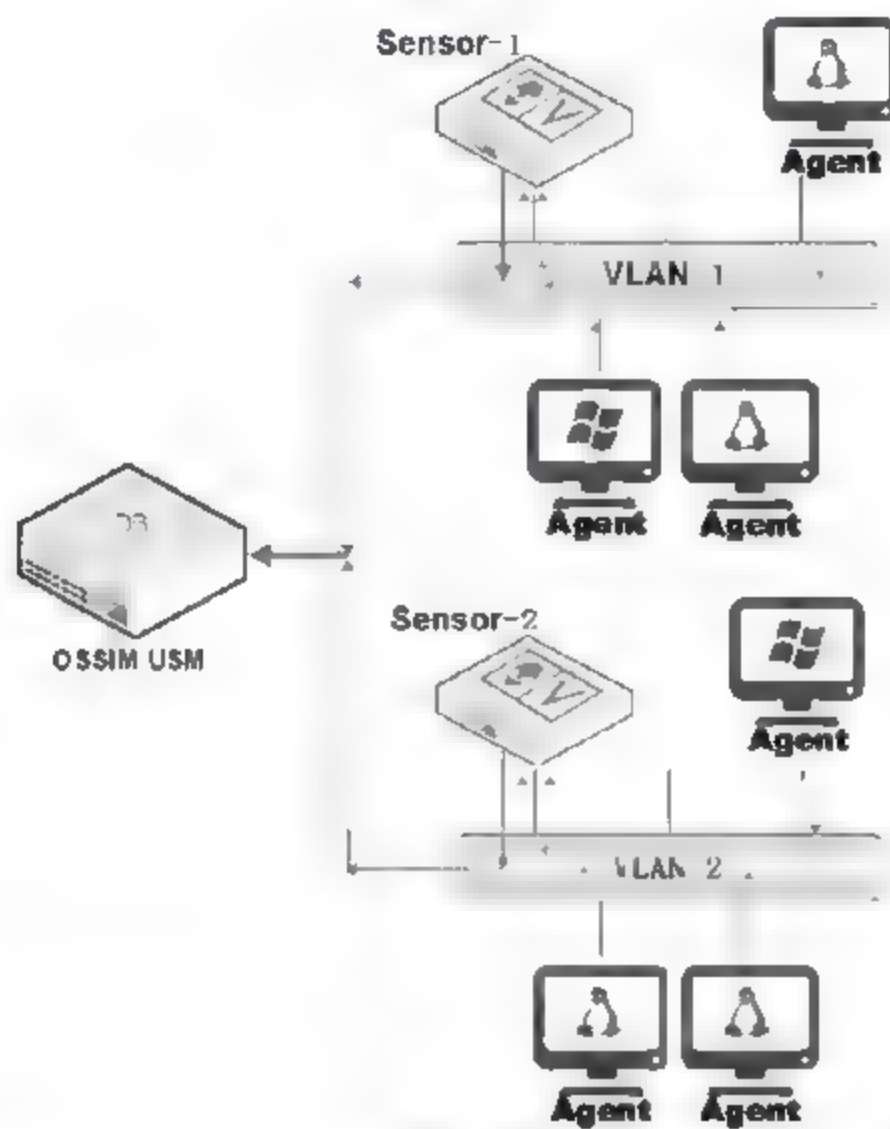 Sensor-1
Agent
VLAN 1
Agent Agent
OSSIM USM
Sensor-2
Agent
VLAN 2
Agent Agent